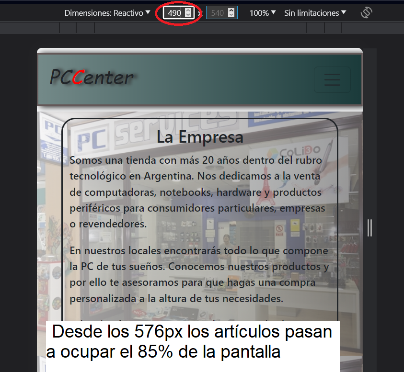 Dimensiones: Reactivo
490 x 540 100% Sin limitaciones
PCCenter
PC services
COLIDO
La Empresa
Somos una tienda con más 20 años dentro del rubro
tecnológico en Argentina. Nos dedicamos a la venta
de computadoras, notebooks, hardware y productos
periféricos para consumidores particulares, empresas
o revendedores.
En nuestros locales encontrarás todo lo que compone
la PC de tus sueños. Conocemos nuestros productos y
por ello te asesoramos para que hagas una compra
personalizada a la altura de tus necesidades.
Desde los 576px los artículos pasan
a ocupar el 85% de la pantalla